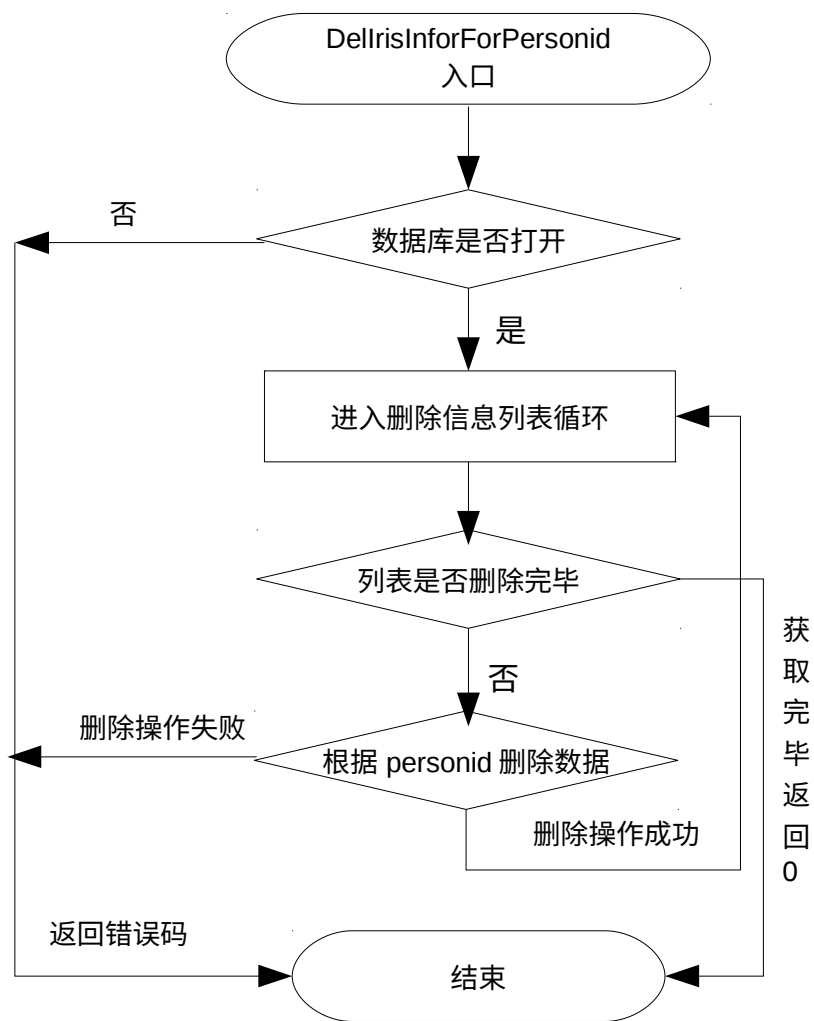 DelIrisInforForPersonid
入口
否
数据库是否打开
是
进入删除信息列表循环
列表是否删除完毕
否
获
取
完
毕
返
回
0
删除操作失败
根据 personid 删除数据
删除操作成功
返回错误码
结束